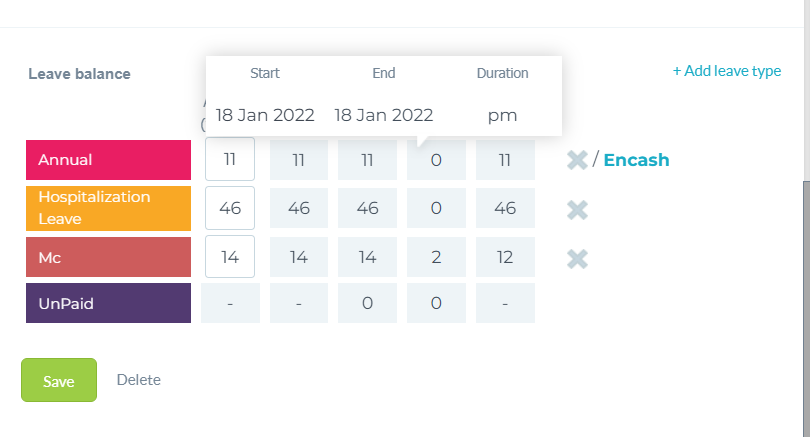 Leave balance
+ Add leave type
Start End Duration
18 Jan 2022 18 Jan 2022 pm
Annual 11 11 11 0 11 / Encash
Hospitalization
Leave 46 46 46 0 46
Mc 14 14 14 2 12
UnPaid - - 0 0 -
Save Delete